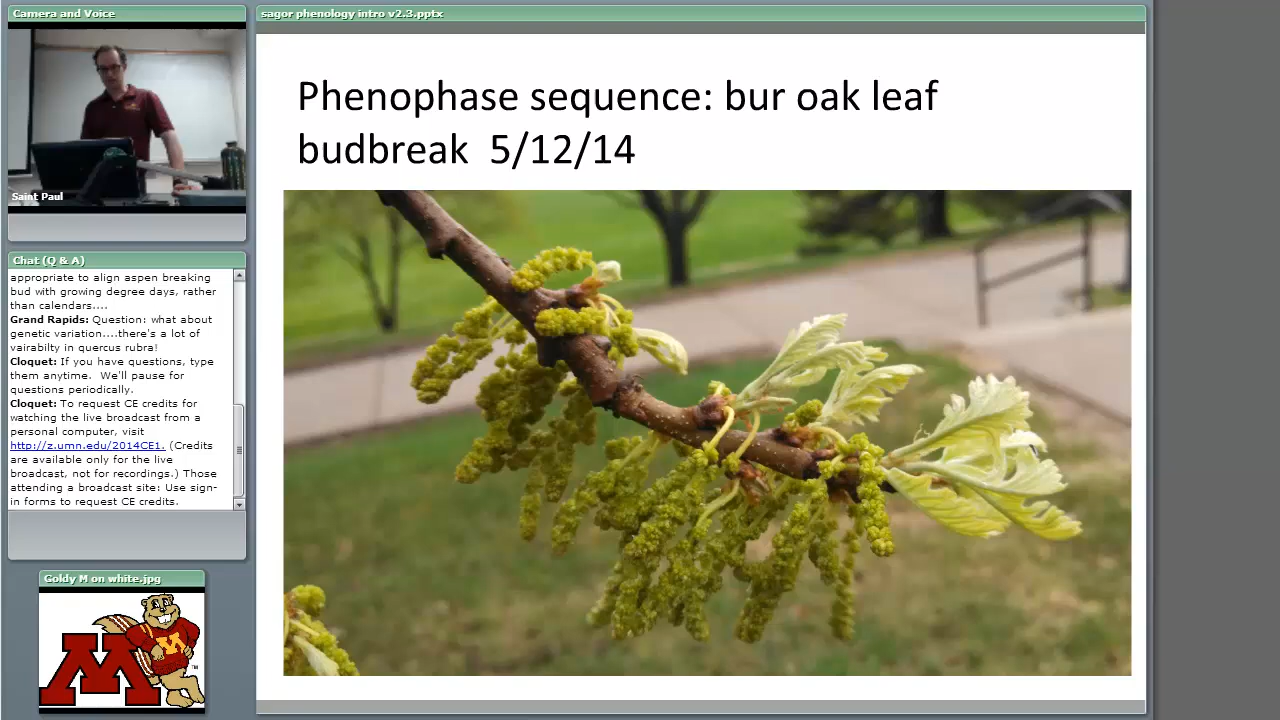 Camera and Voice
Saint Paul
Chat (Q & A)
appropriate to align aspen breaking
bud with growing degree days, rather
than calendars....
Grand Rapids: Question: what about
genetic variation....there's a lot of
vairabilty in quercus rubra!
Cloquet: If you have questions, type
them anytime.  We'll pause for
questions periodically.
Cloquet: To request CE credits for
watching the live broadcast from a
personal computer, visit
http://z.umn.edu/2014CE1. (Credits
are available only for the live
broadcast, not for recordings.) Those
attending a broadcast site: Use sign-
in forms to request CE credits.
Goldy M on white.jpg
M
M
TM
sagor phenology intro v2.3.pptx
Phenophase sequence: bur oak leaf
budbreak  5/12/14